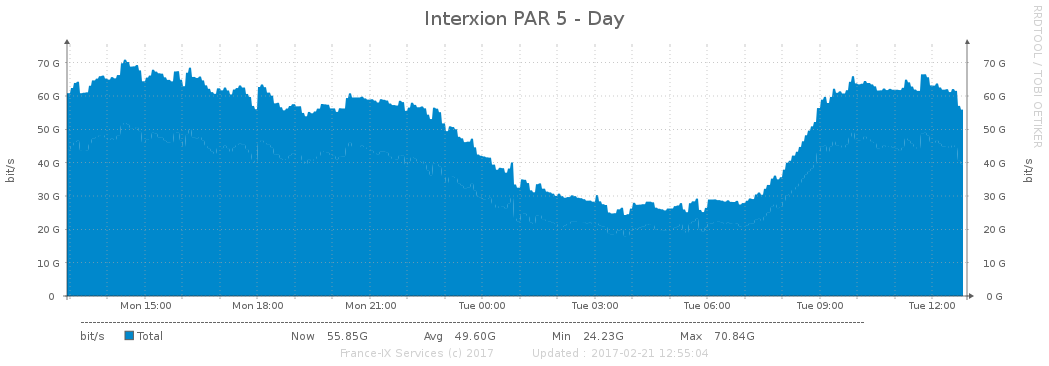 Interxion PAR 5 - Day
RRDTOOL / TOBI OETIKER
bit/s
bit/s
70 G 70 G
60 G 60 G
50 G 50 G
40 G 40 G
30 G 30 G
20 G 20 G
10 G 10 G
0 0 G
Mon 15:00 Mon 18:00 Mon 21:00 Tue 00:00 Tue 03:00 Tue 06:00 Tue 09:00 Tue 12:00
bit/s Total Now 55.85G Avg 49.60G Min 24.23G Max 70.84G
France-IX Services (c) 2017 Updated : 2017-02-21 12:55:04